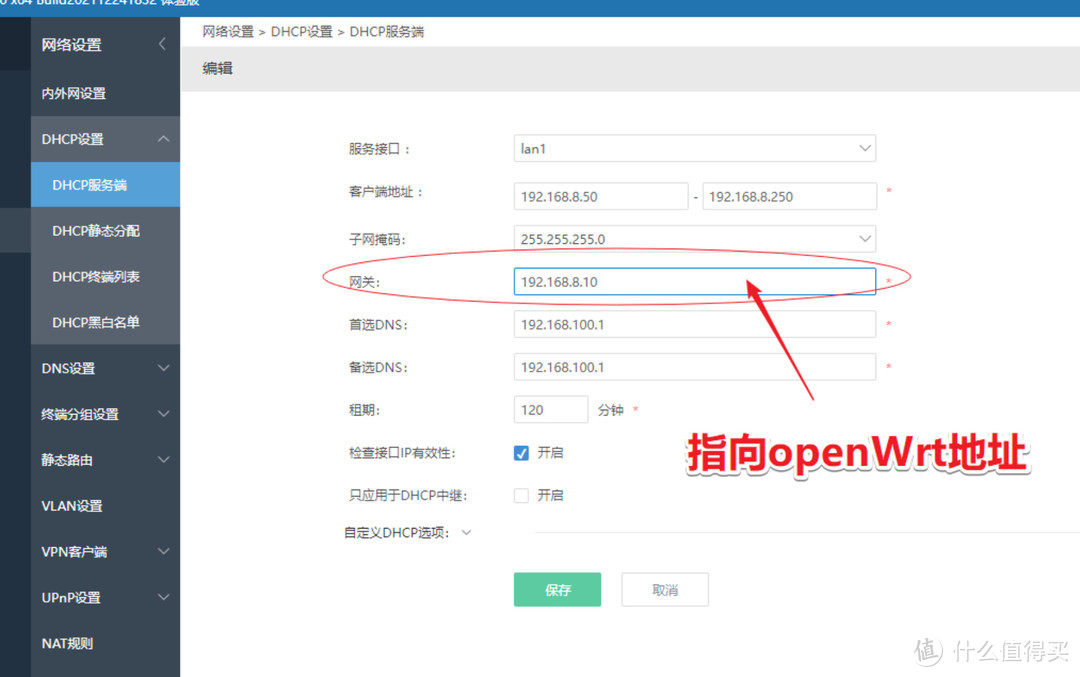 0 x64 Build202112241832 体验版
网络设置
内外网设置
DHCP设置
DHCP服务端
DHCP静态分配
DHCP终端列表
DHCP黑白名单
DNS设置
终端分组设置
静态路由
VLAN设置
VPN客户端
UPnP设置
NAT规则
网络设置 > DHCP设置 > DHCP服务端
编辑
服务接口： lan1
客户端地址： 192.168.8.50 - 192.168.8.250 *
子网掩码: 255.255.255.0
网关: 192.168.8.10 *
首选DNS: 192.168.100.1 *
备选DNS: 192.168.100.1 *
租期: 120 分钟 *
检查接口IP有效性: 开启
只应用于DHCP中继: 开启
自定义DHCP选项:
保存 取消
指向openWrt地址
值 什么值得买